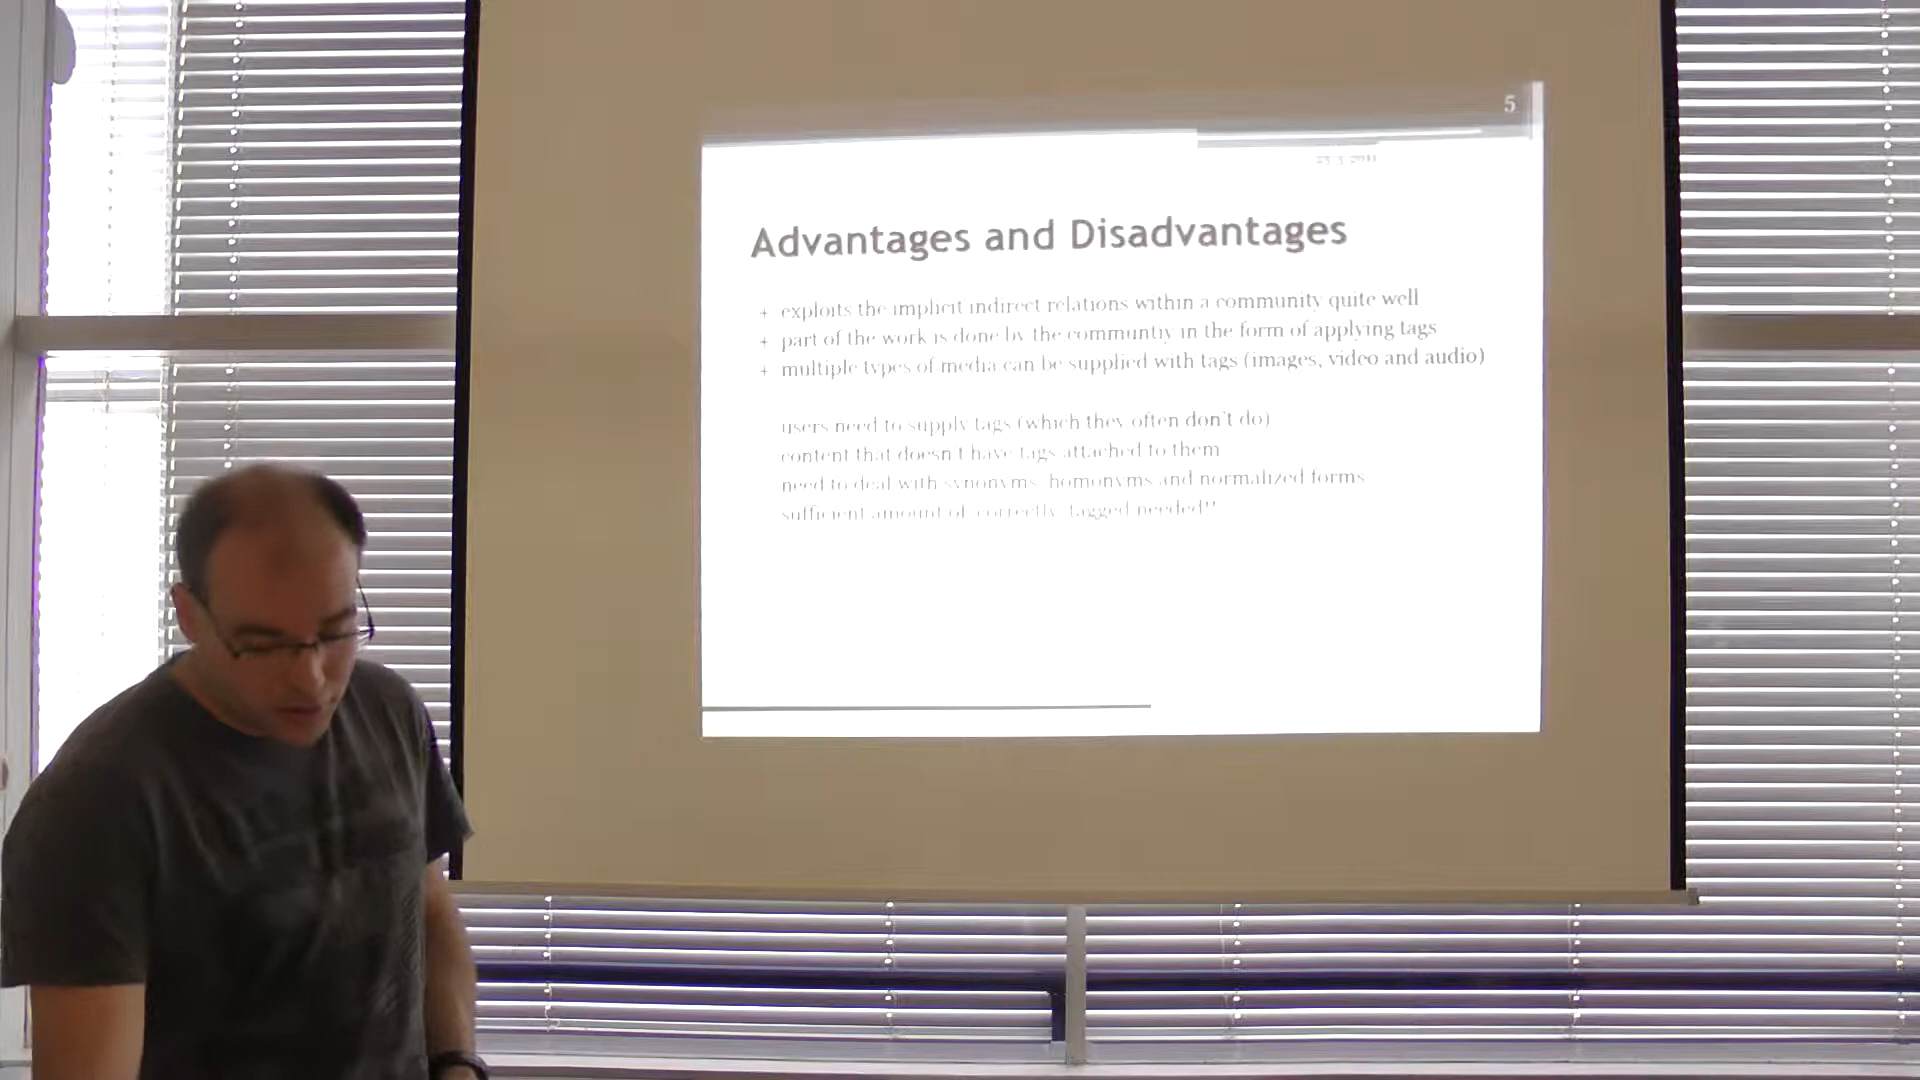 5
Advantages and Disadvantages
+ exploits the implicit indirect relations within a community quite well
+ part of the work is done by the communtiy in the form of applying tags
+ multiple types of media can be supplied with tags (images, video and audio)
users need to supply tags (which they often don't do)
content that doesn't have tags attached to them
need to deal with synonyms, homonyms and normalized forms
sufficient amount of correctly tagged needed!!